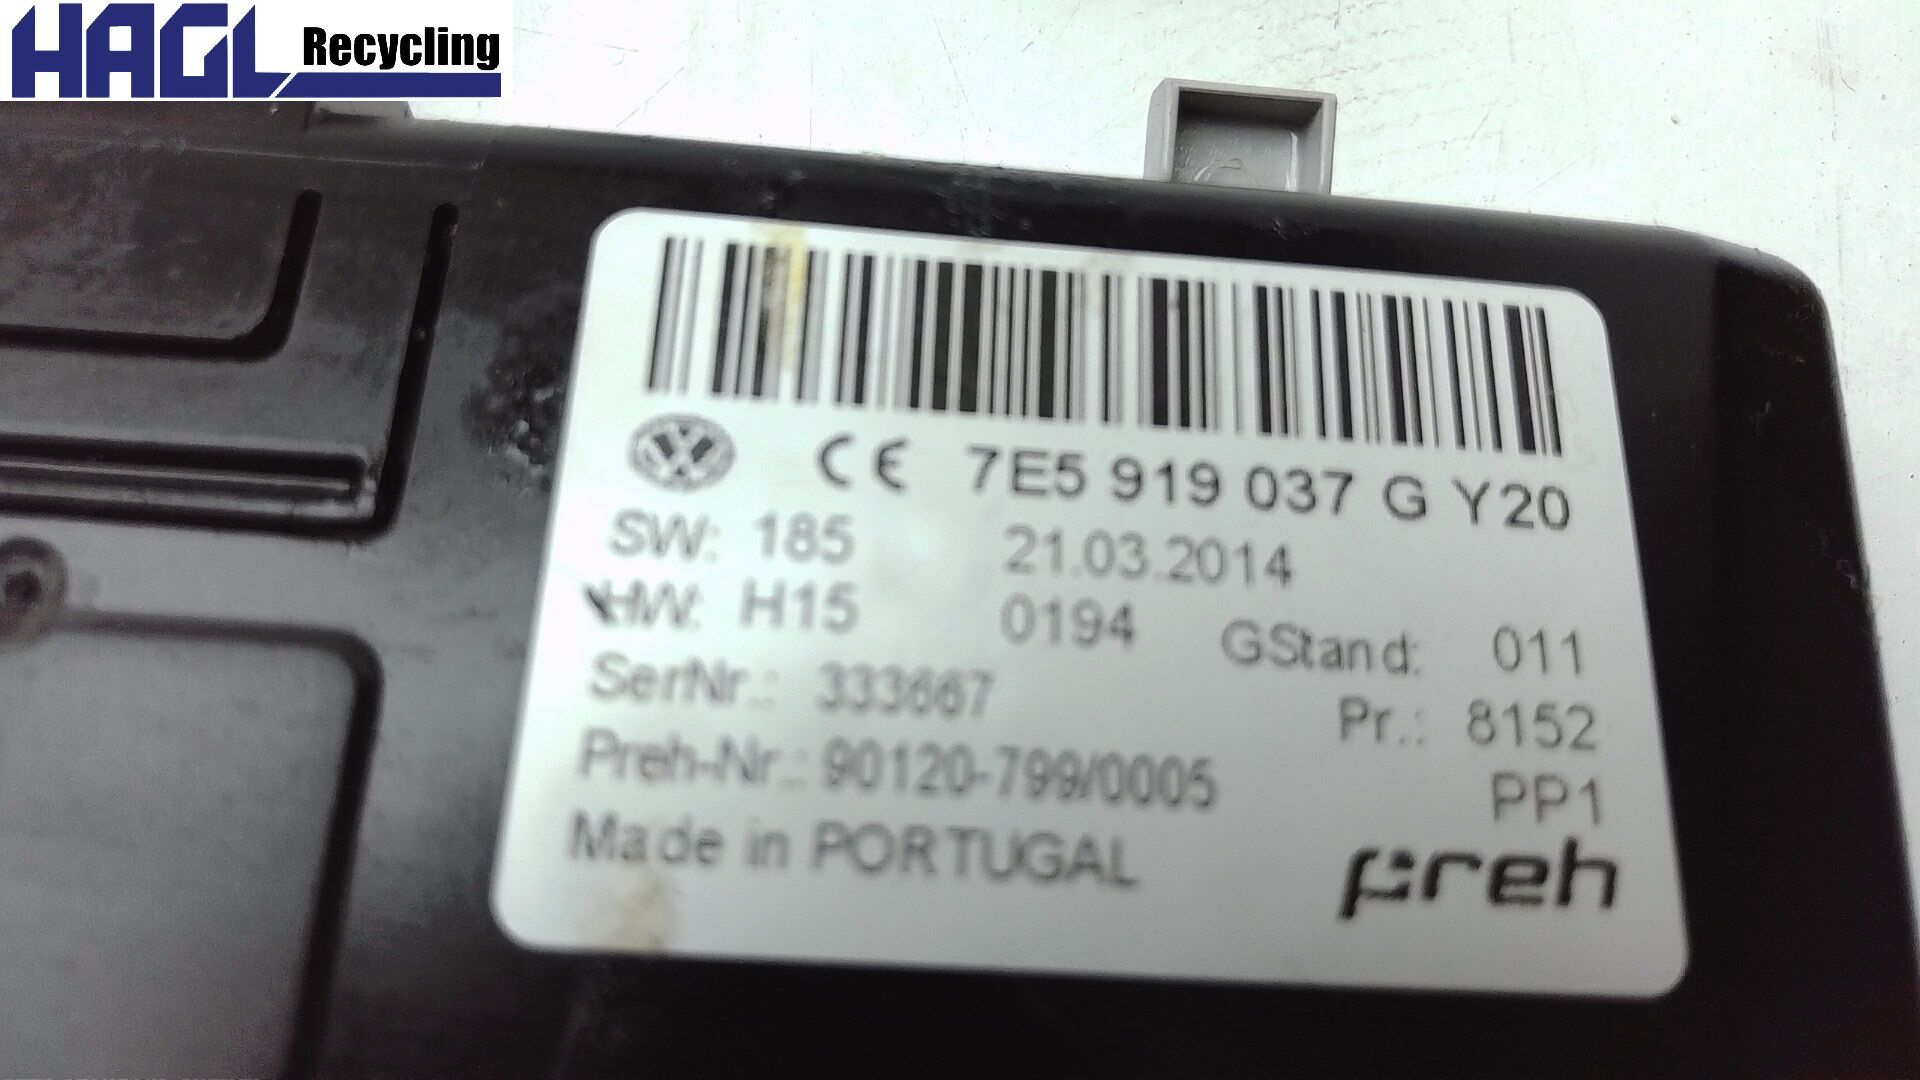 HAGL Recycling
CE 7E5 919 037 G Y20
SW: 185 21.03.2014
HW: H15 0194 GStand: 011
SerNr.: 333667 Pr.: 8152
Preh-Nr.: 90120-799/0005 PP1
Made in PORTUGAL preh